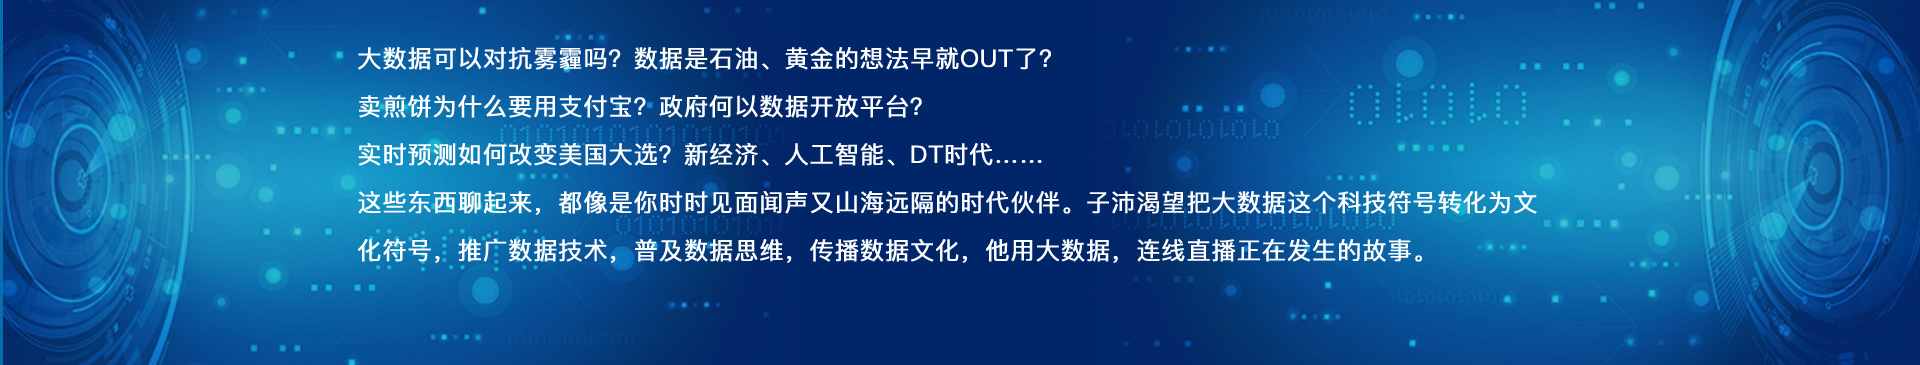 大数据可以对抗雾霾吗？数据是石油、黄金的想法早就OUT了？
卖煎饼为什么要用支付宝？政府何以数据开放平台？
实时预测如何改变美国大选？新经济、人工智能、DT时代……
这些东西聊起来，都像是你时时见面闻声又山海远隔的时代伙伴。子沛渴望把大数据这个科技符号转化为文
化符号，推广数据技术，普及数据思维，传播数据文化，他用大数据，连线直播正在发生的故事。